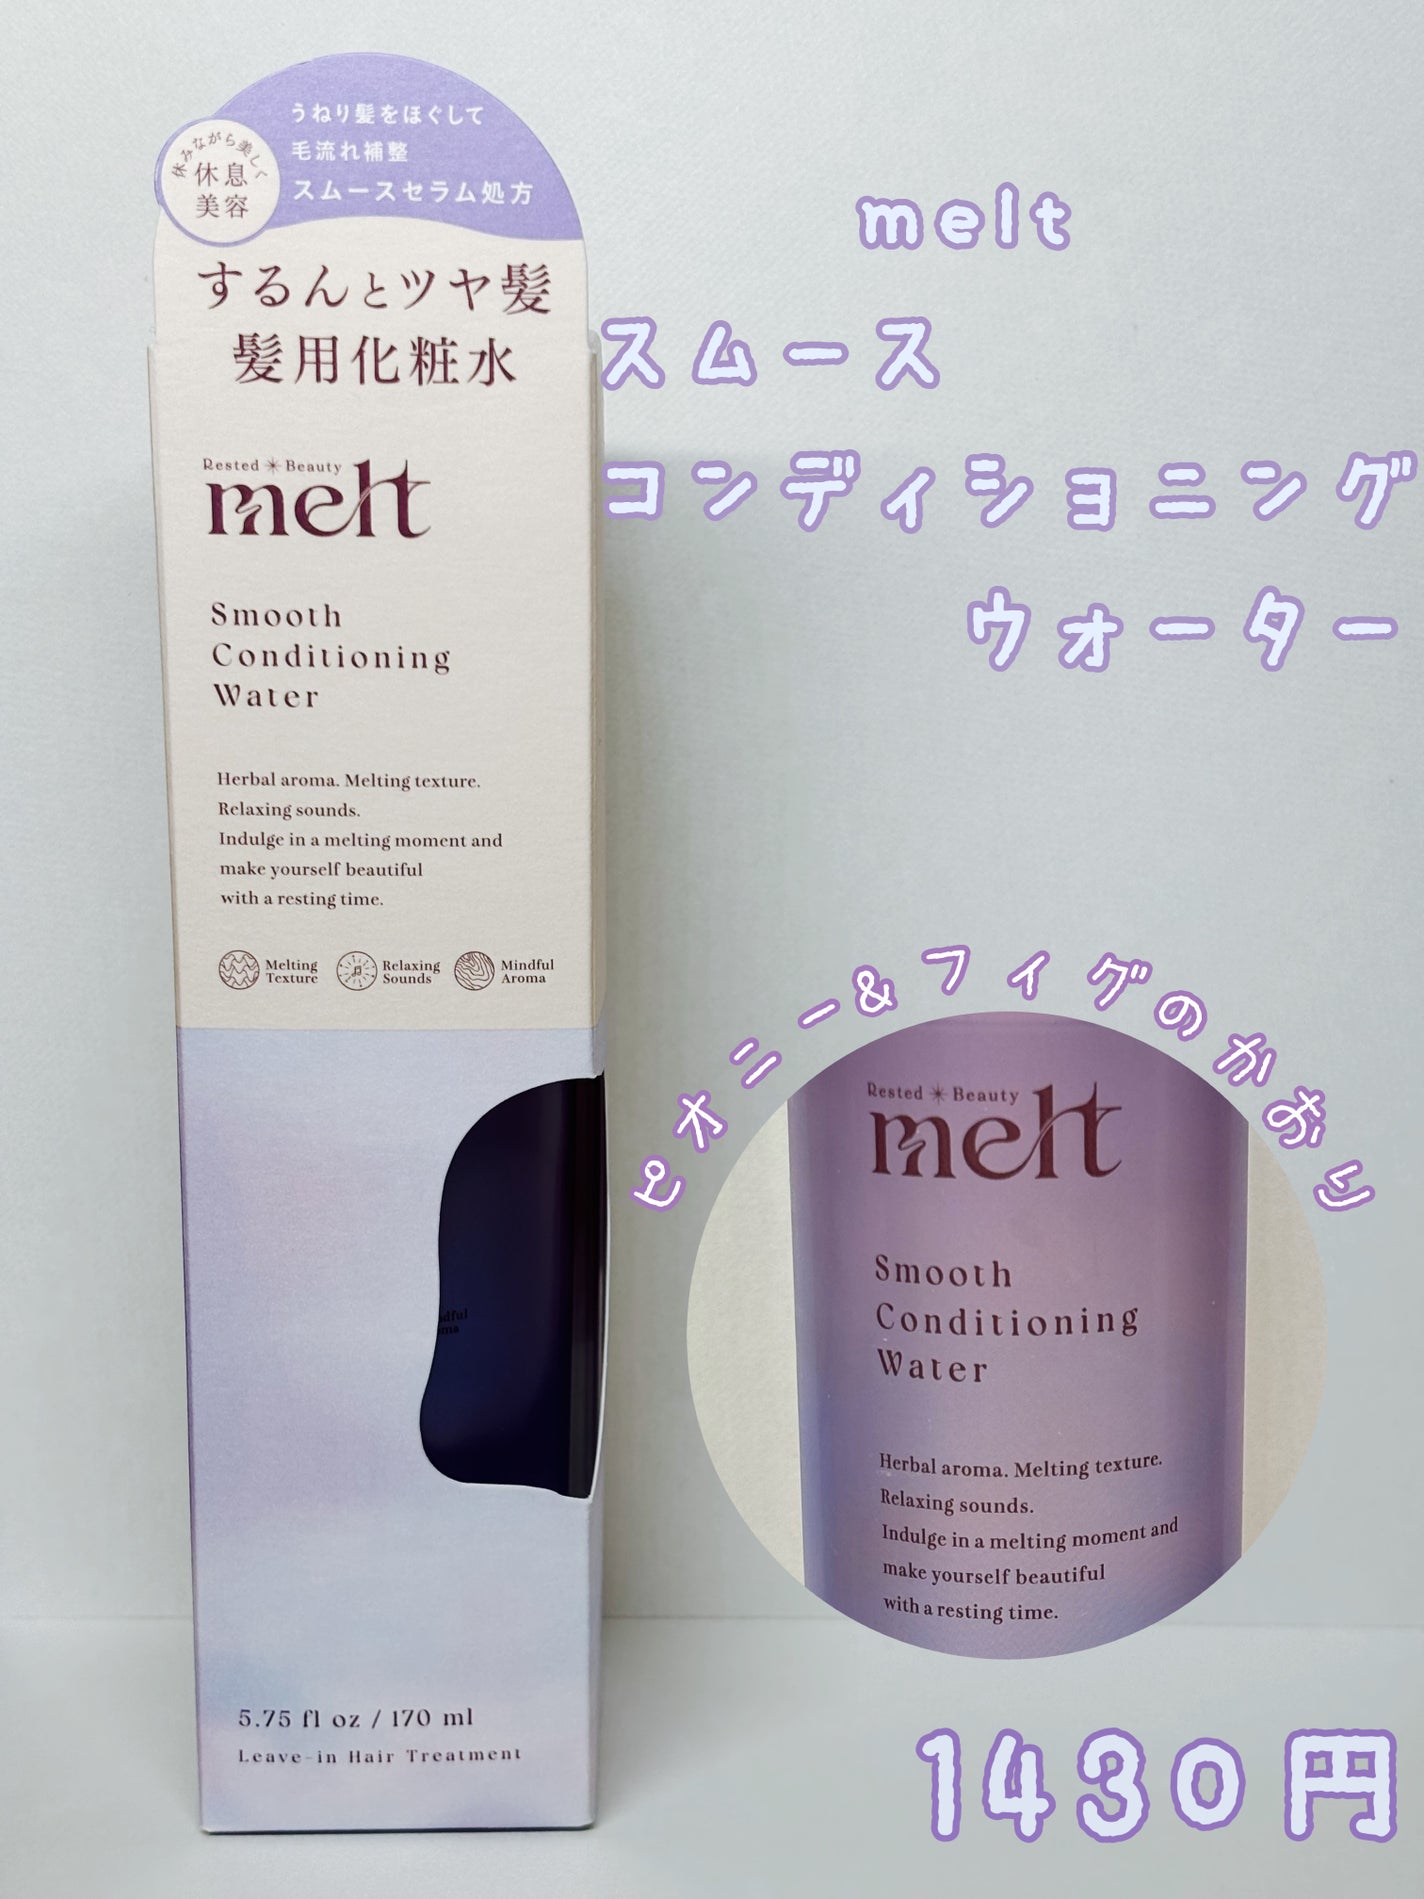 うねり髪をほぐして
毛流れ補整
スムースセラム処方
休みながら美しく
休息
美容
するんとツヤ髪
髪用化粧水
Rested Beauty
melt
Smooth
Conditioning
Water
Herbal aroma. Melting texture.
Relaxing sounds.
Indulge in a melting moment and
make yourself beautiful
with a resting time.
Melting
Texture
Relaxing
Sounds
Mindful
Aroma
5.75 fl oz / 170 ml
Leave-in Hair Treatment
melt
スムース
コンディショニング
ウォーター
ピオニー&フィグのかおり
Rested Beauty
melt
Smooth
Conditioning
Water
Herbal aroma. Melting texture.
Relaxing sounds.
Indulge in a melting moment and
make yourself beautiful
with a resting time.
1430円